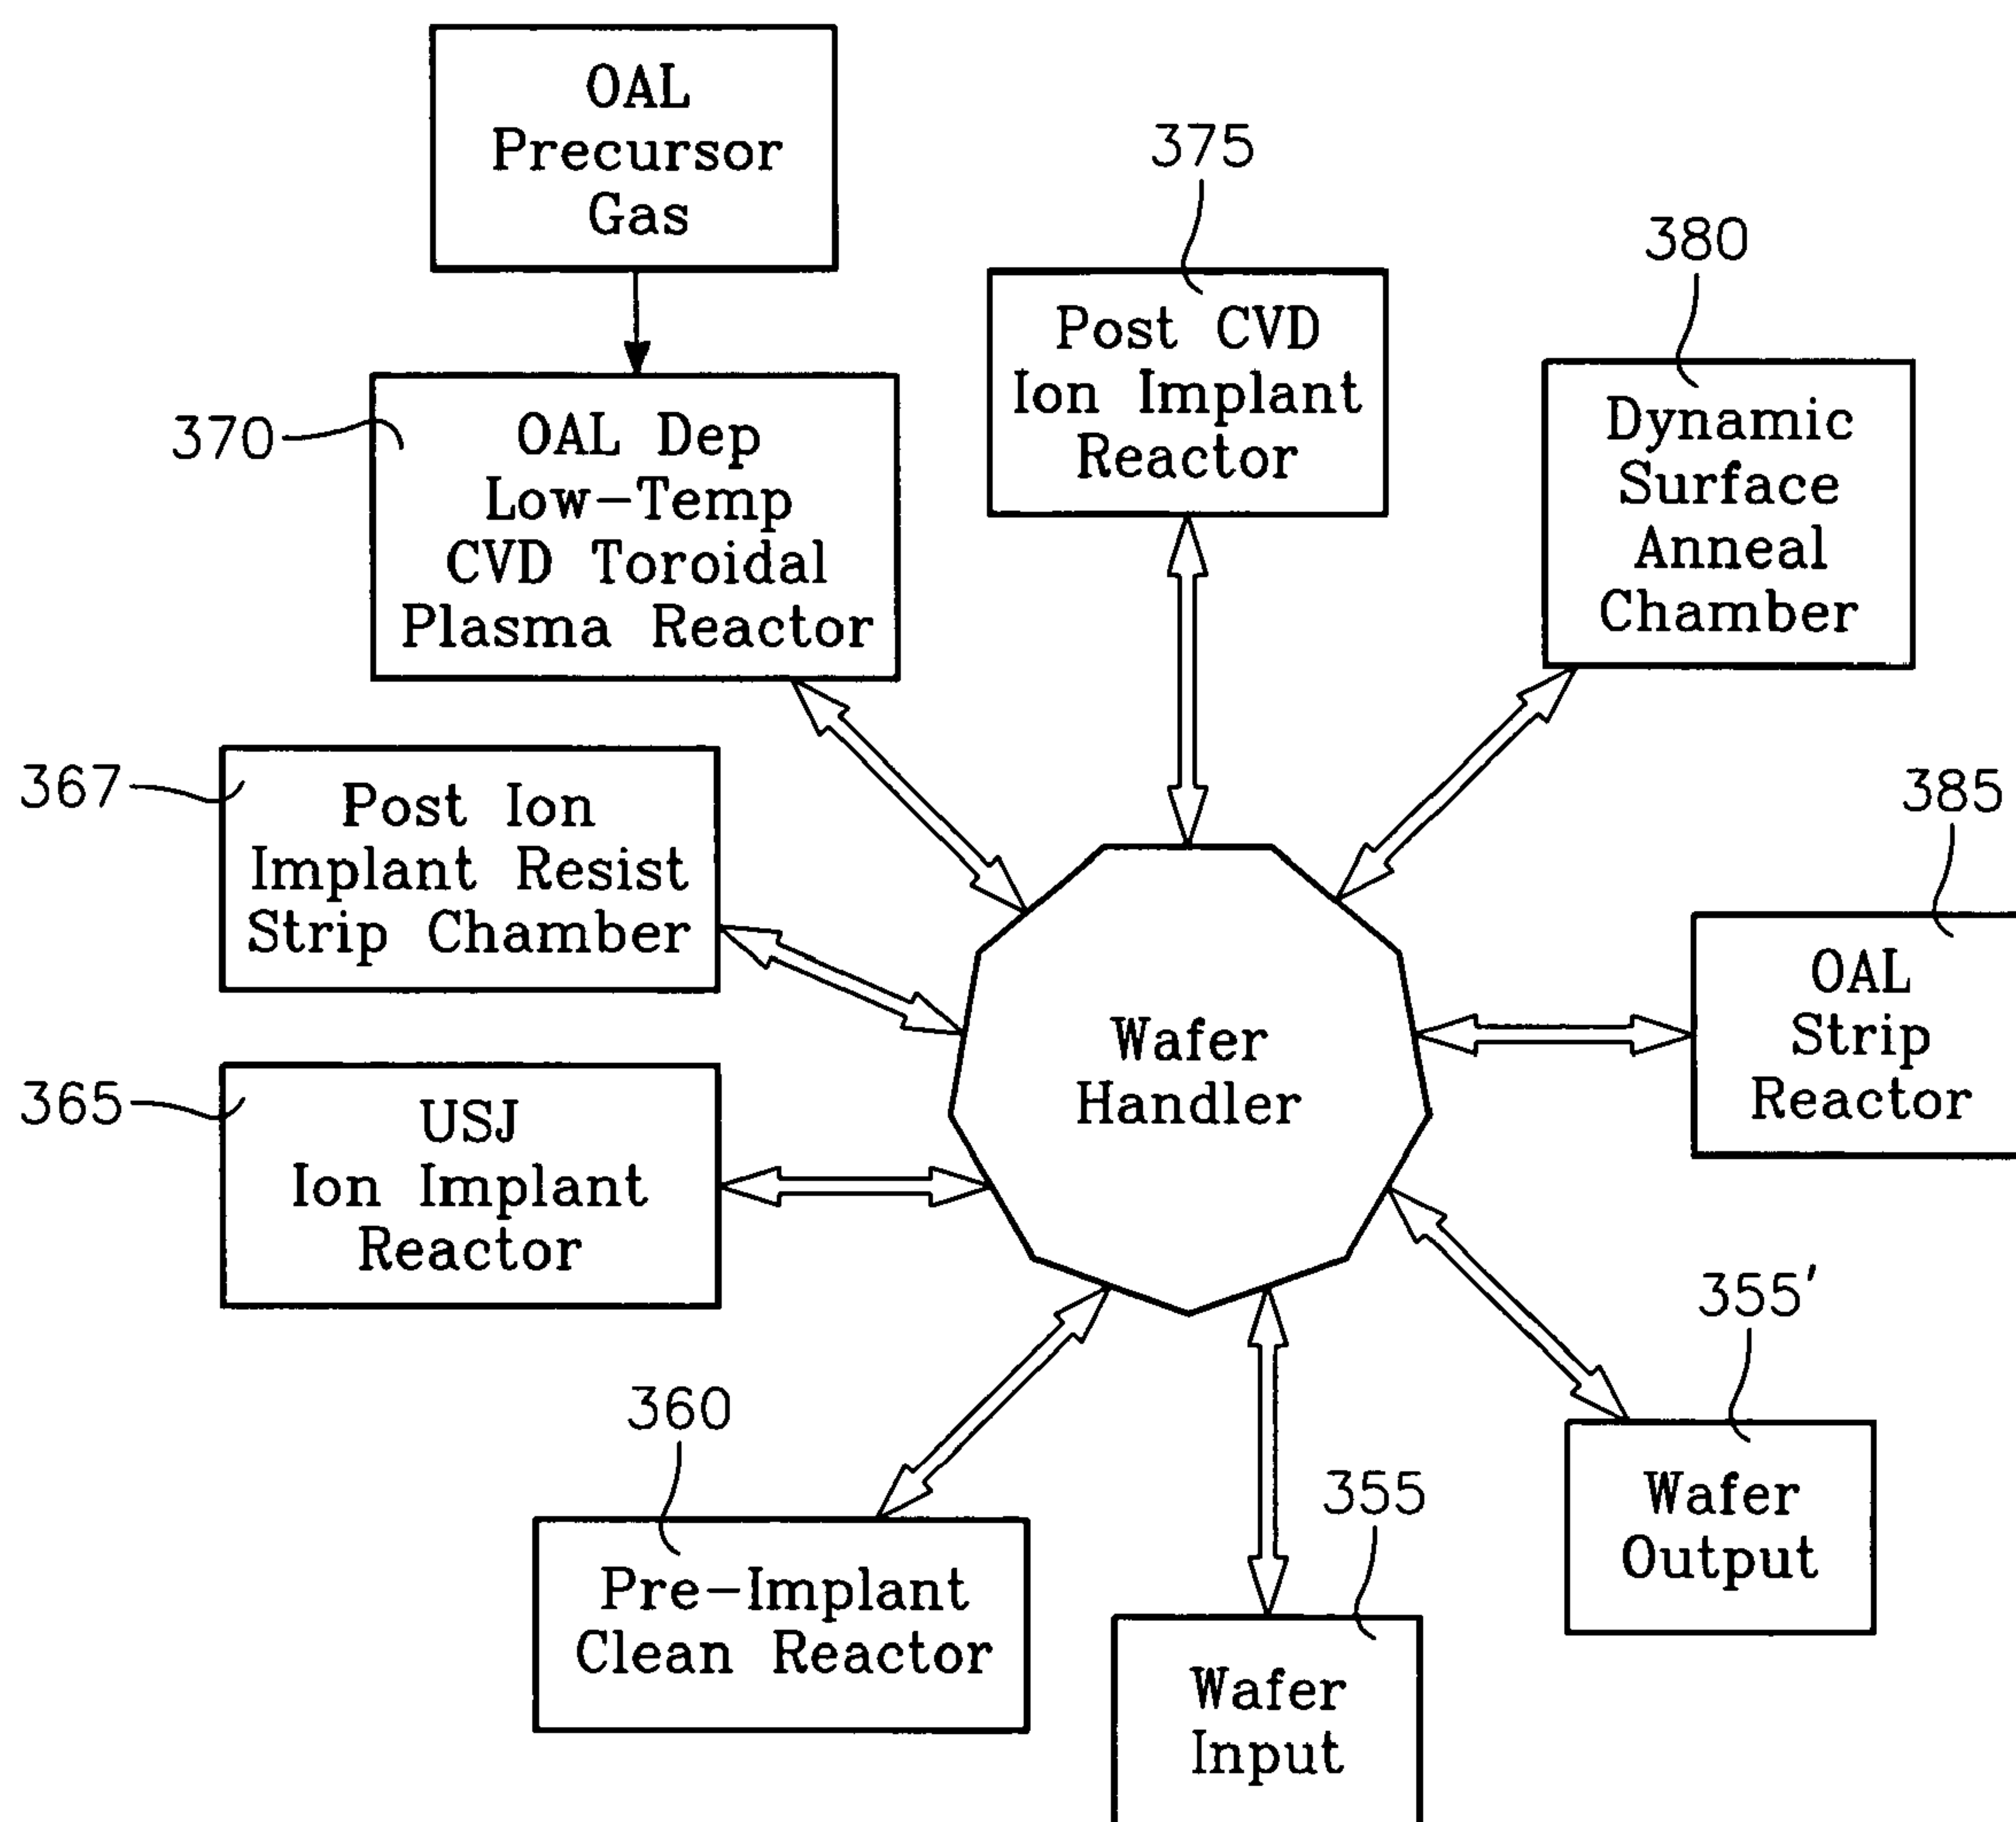 OAL
Precursor
Gas
375
380
Post CVD
Ion Implant
Reactor
370
OAL Dep
Low-Temp
CVD Toroidal
Plasma Reactor
Dynamic
Surface
Anneal
Chamber
367
Post Ion
Implant Resist
Strip Chamber
385
OAL
Strip
Reactor
Wafer
Handler
365
USJ
Ion Implant
Reactor
355'
360
355
Wafer
Output
Pre-Implant
Clean Reactor
Wafer
Input